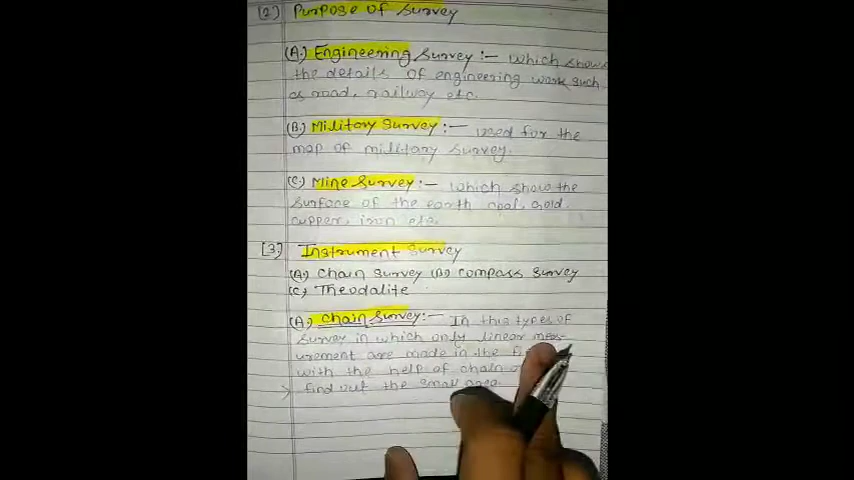 [2.] Purpose of Survey
(A.) Engineering Survey :- which shows
the details of engineering work such
as road, railway etc.
(B.) Military Survey :- used for the
map of military survey.
(C.) Mine Survey :- which show the
surface of the earth coal, gold,
cupper, iron etc.
[3.] Instrument Survey
(A.) Chain Survey (B) Compass Survey
(C) Theodalite
(A.) Chain Survey :- In this types of
survey in which only linear meas-
urement are made in the
with the help of chain
find out the small area.